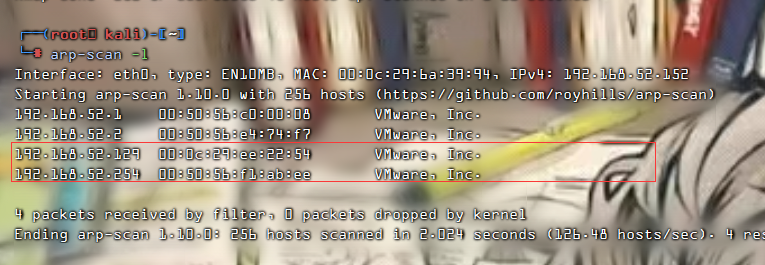 ┌──(root㉿kali)-[~]
└─# arp-scan -l
Interface: eth0, type: EN10MB, MAC: 00:0c:29:6a:39:94, IPv4: 192.168.52.152
Starting arp-scan 1.10.0 with 256 hosts (https://github.com/royhills/arp-scan)
192.168.52.1 00:50:56:c0:00:08 VMware, Inc.
192.168.52.2 00:50:56:e4:74:f7 VMware, Inc.
192.168.52.129 00:0c:29:ee:22:54 VMware, Inc.
192.168.52.254 00:50:56:f1:ab:ee VMware, Inc.
4 packets received by filter, 0 packets dropped by kernel
Ending arp-scan 1.10.0: 256 hosts scanned in 2.024 seconds (126.48 hosts/sec). 4 res